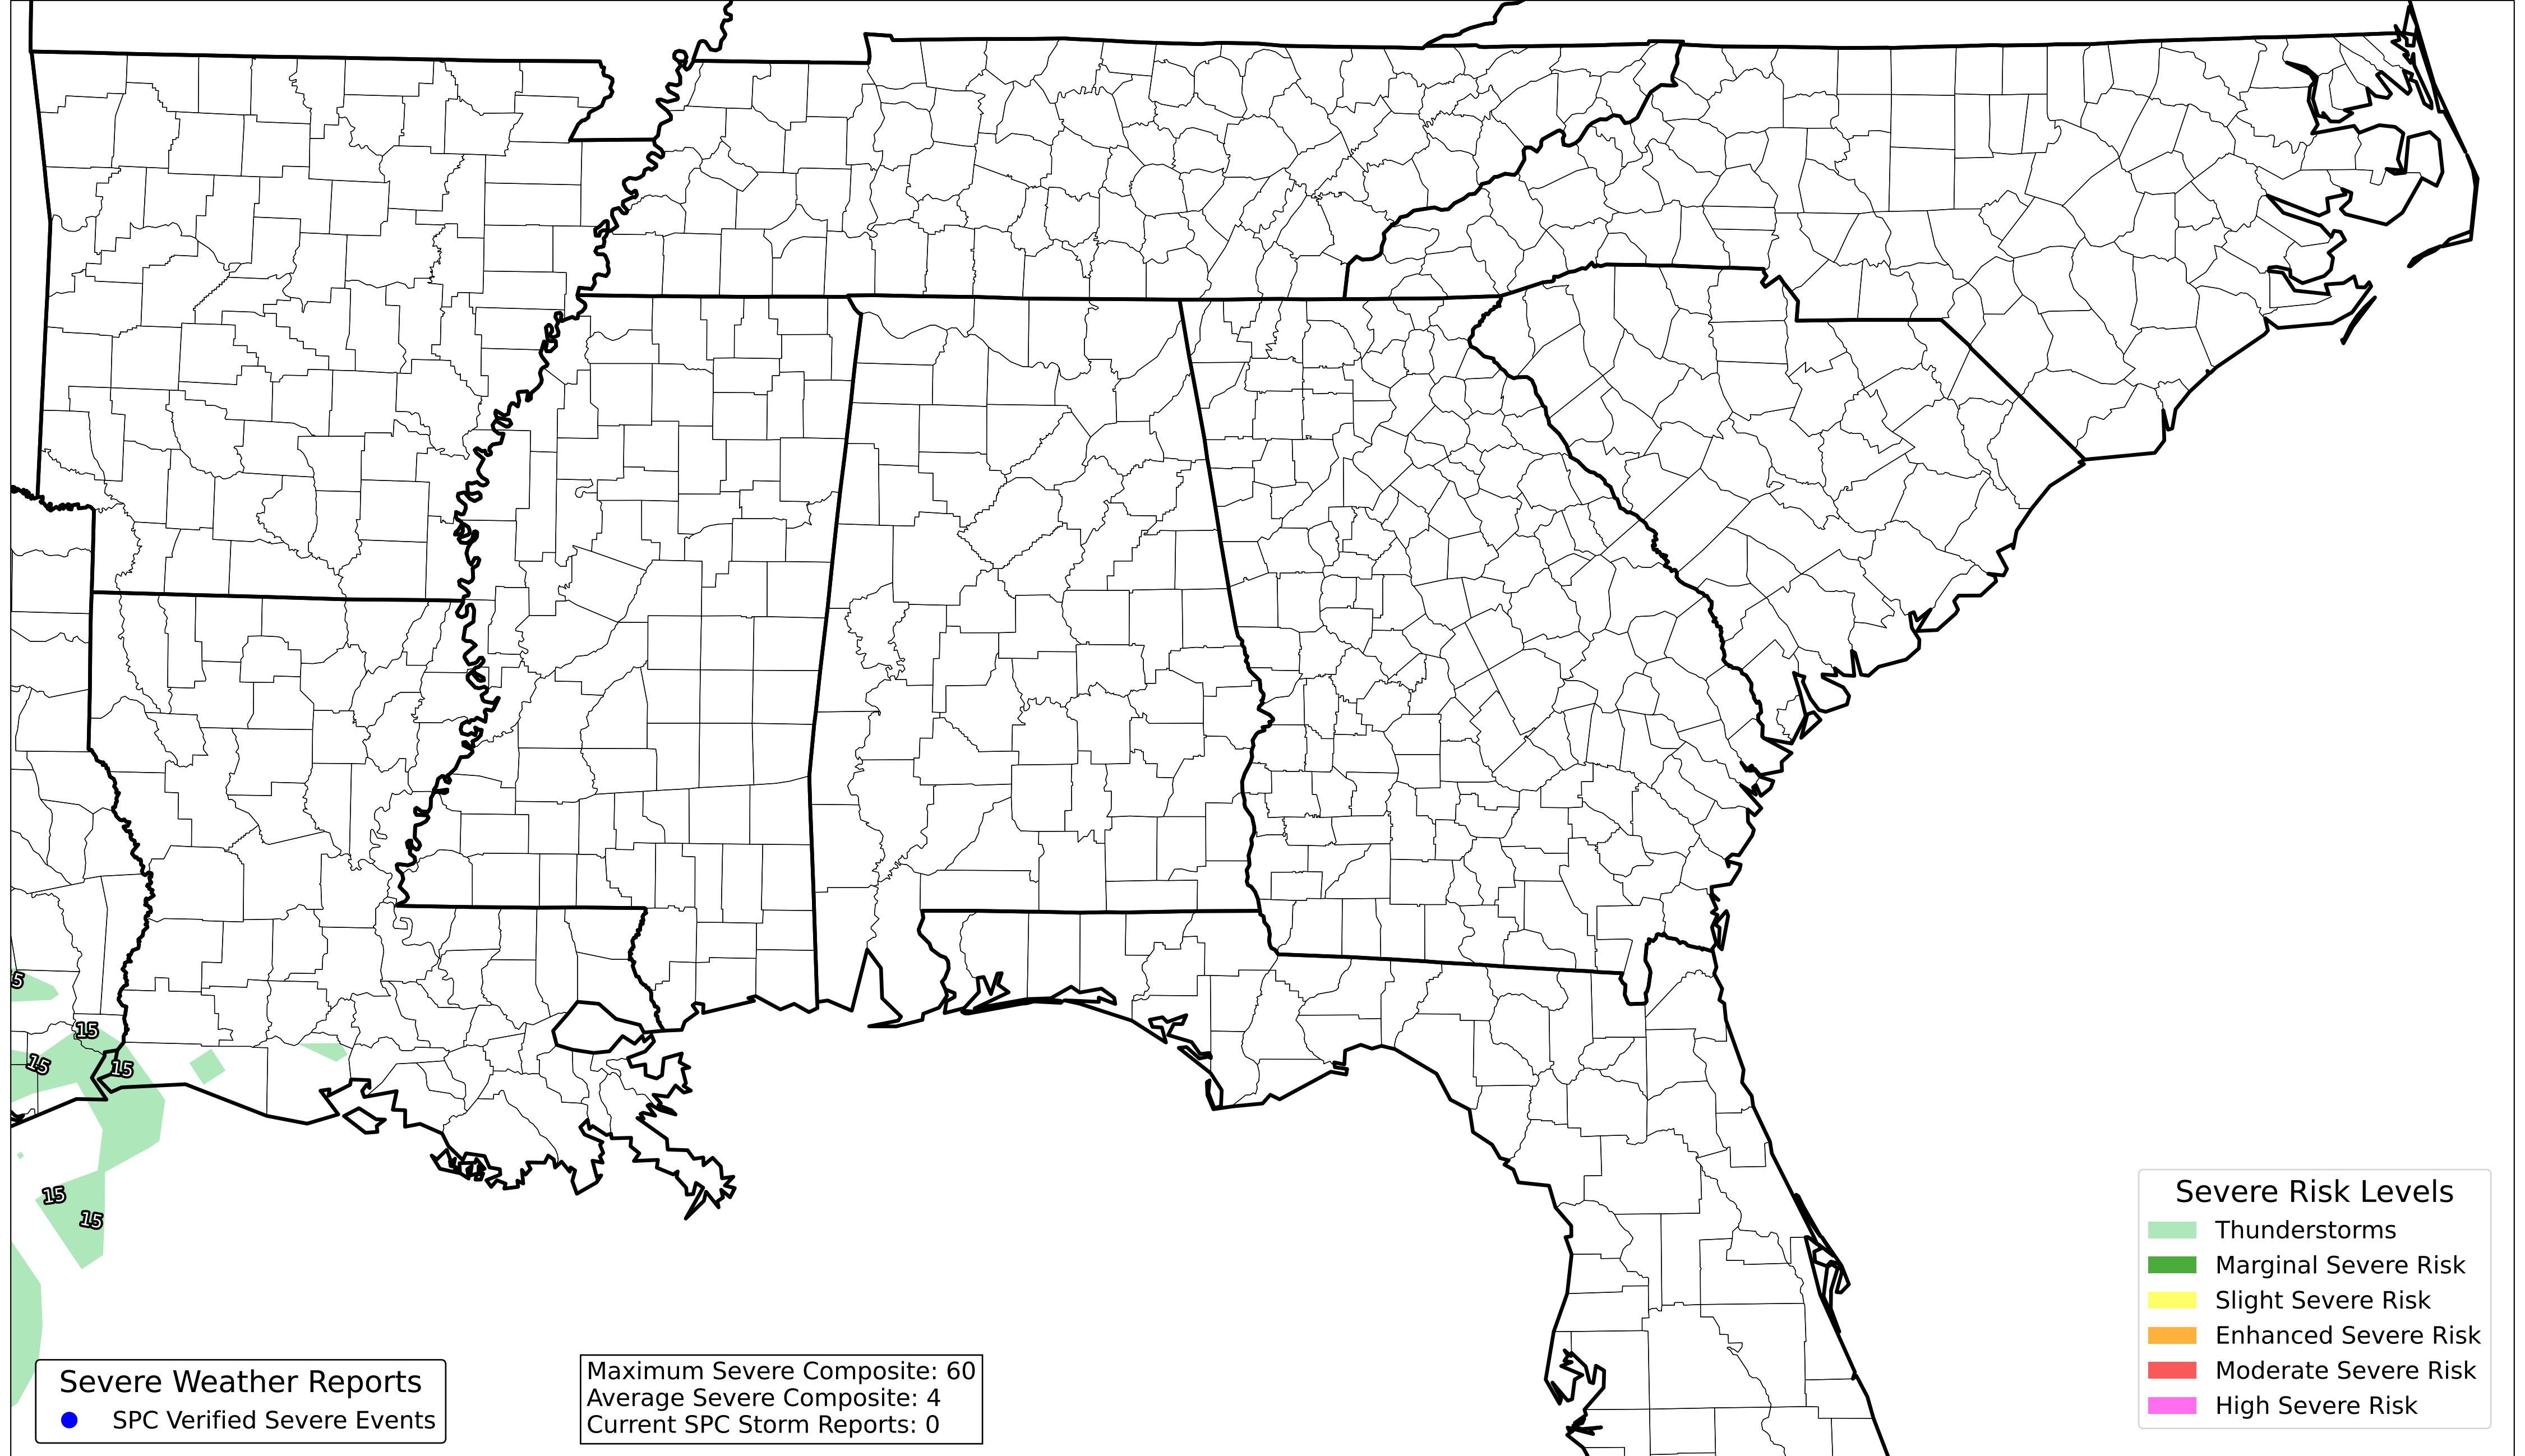 5
15
15
15
15
15
Severe Weather Reports
SPC Verified Severe Events
Maximum Severe Composite: 60
Average Severe Composite: 4
Current SPC Storm Reports: 0
Severe Risk Levels
Thunderstorms
Marginal Severe Risk
Slight Severe Risk
Enhanced Severe Risk
Moderate Severe Risk
High Severe Risk